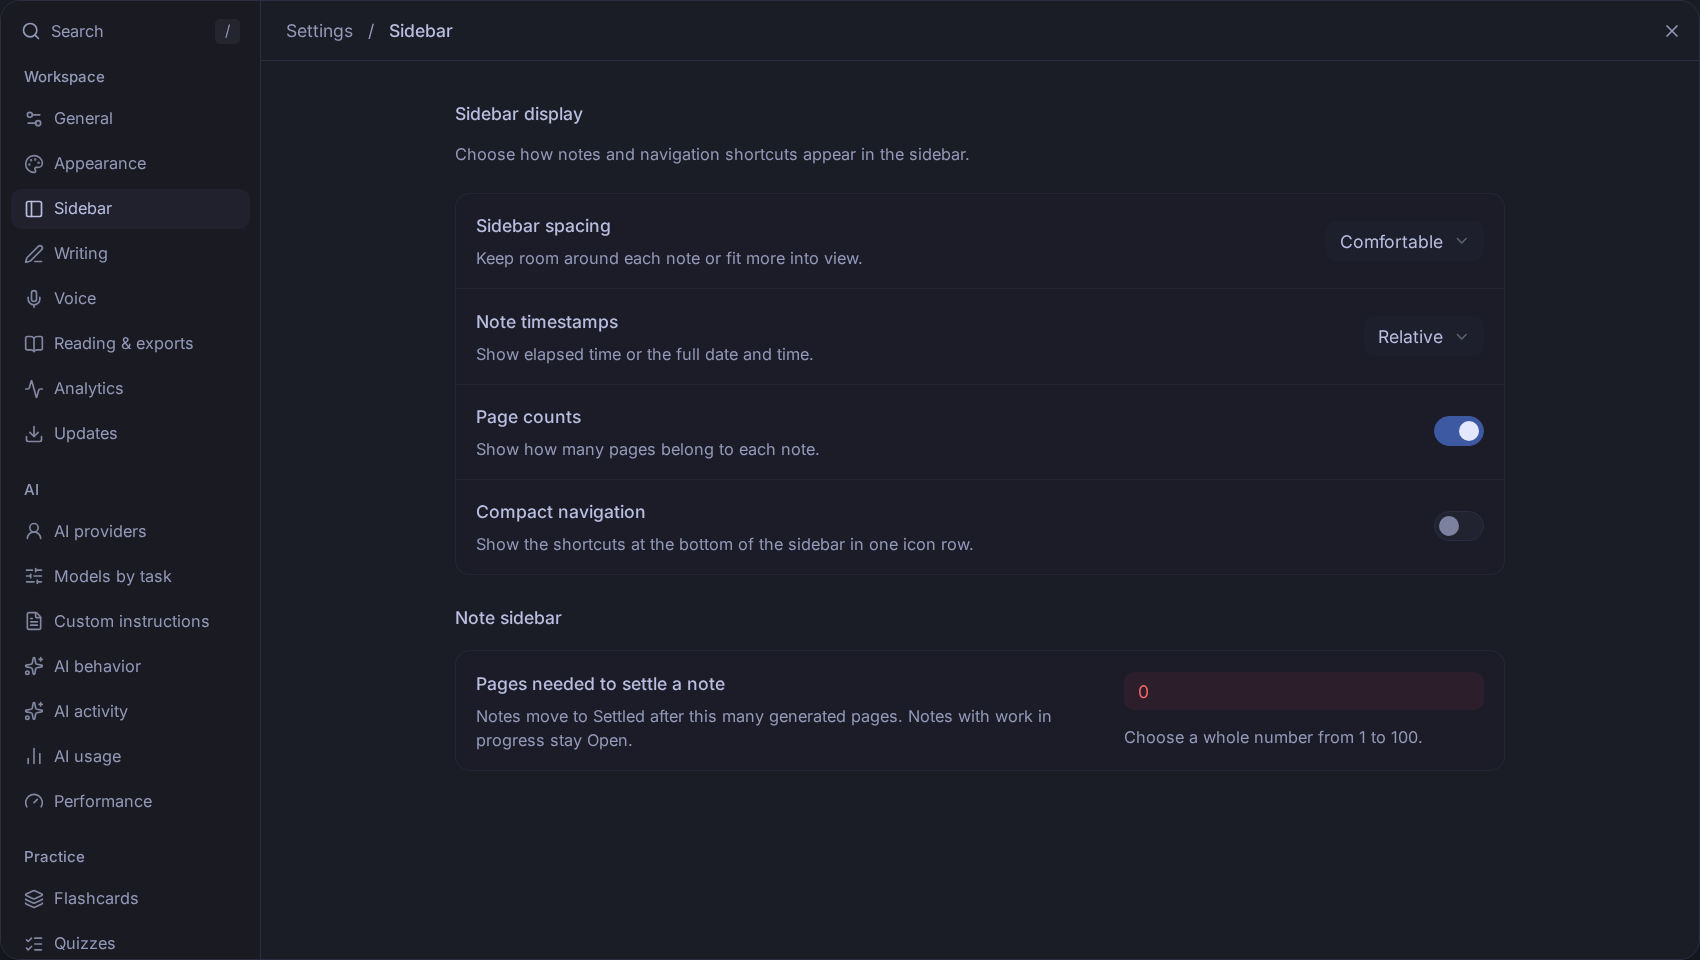 Search
/
Settings / Sidebar
Workspace
General
Appearance
Sidebar
Writing
Voice
Reading & exports
Analytics
Updates
AI
AI providers
Models by task
Custom instructions
AI behavior
AI activity
AI usage
Performance
Practice
Flashcards
Quizzes
Sidebar display
Choose how notes and navigation shortcuts appear in the sidebar.
Sidebar spacing
Keep room around each note or fit more into view.
Comfortable
Note timestamps
Show elapsed time or the full date and time.
Relative
Page counts
Show how many pages belong to each note.
Compact navigation
Show the shortcuts at the bottom of the sidebar in one icon row.
Note sidebar
Pages needed to settle a note
Notes move to Settled after this many generated pages. Notes with work in
progress stay Open.
0
Choose a whole number from 1 to 100.